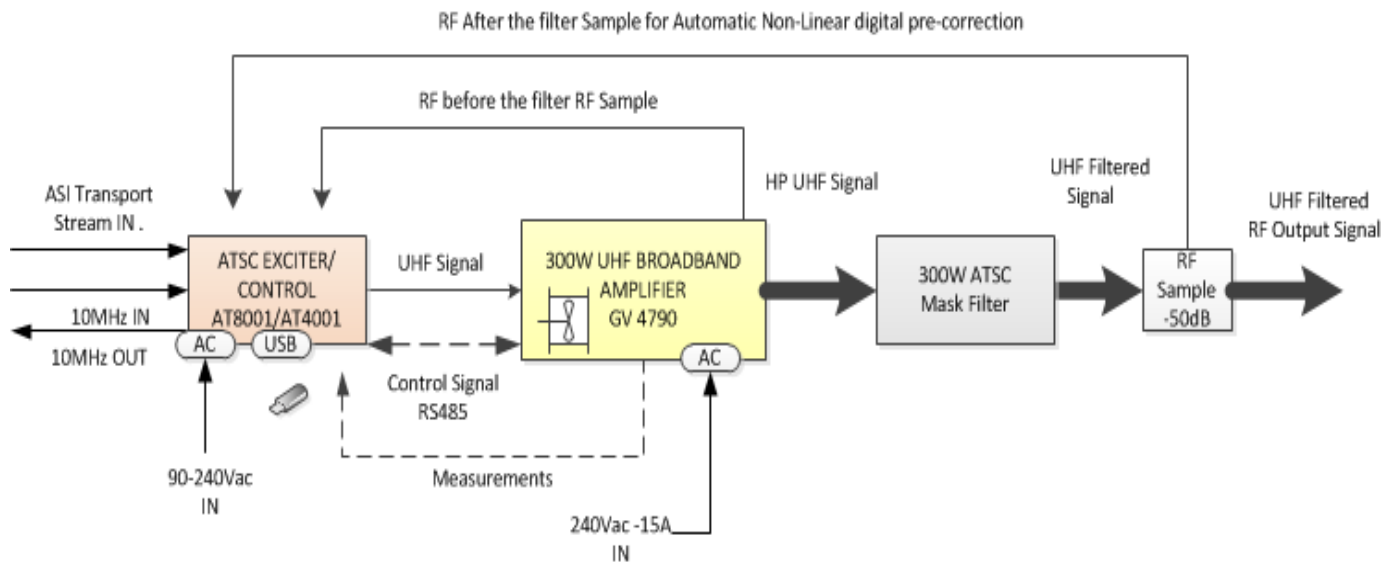 RF After the filter Sample for Automatic Non-Linear digital pre-correction
RF before the filter RF Sample
ASI Transport
Stream IN .
10MHz IN
10MHz OUT
ATSC EXCITER/
CONTROL
AT8001/AT4001
AC
USB
90-240Vac
IN
UHF Signal
Control Signal
RS485
Measurements
300W UHF BROADBAND
AMPLIFIER
GV 4790
AC
240Vac -15A
IN
HP UHF Signal
300W ATSC
Mask Filter
UHF Filtered
Signal
RF
Sample
-50dB
UHF Filtered
RF Output Signal